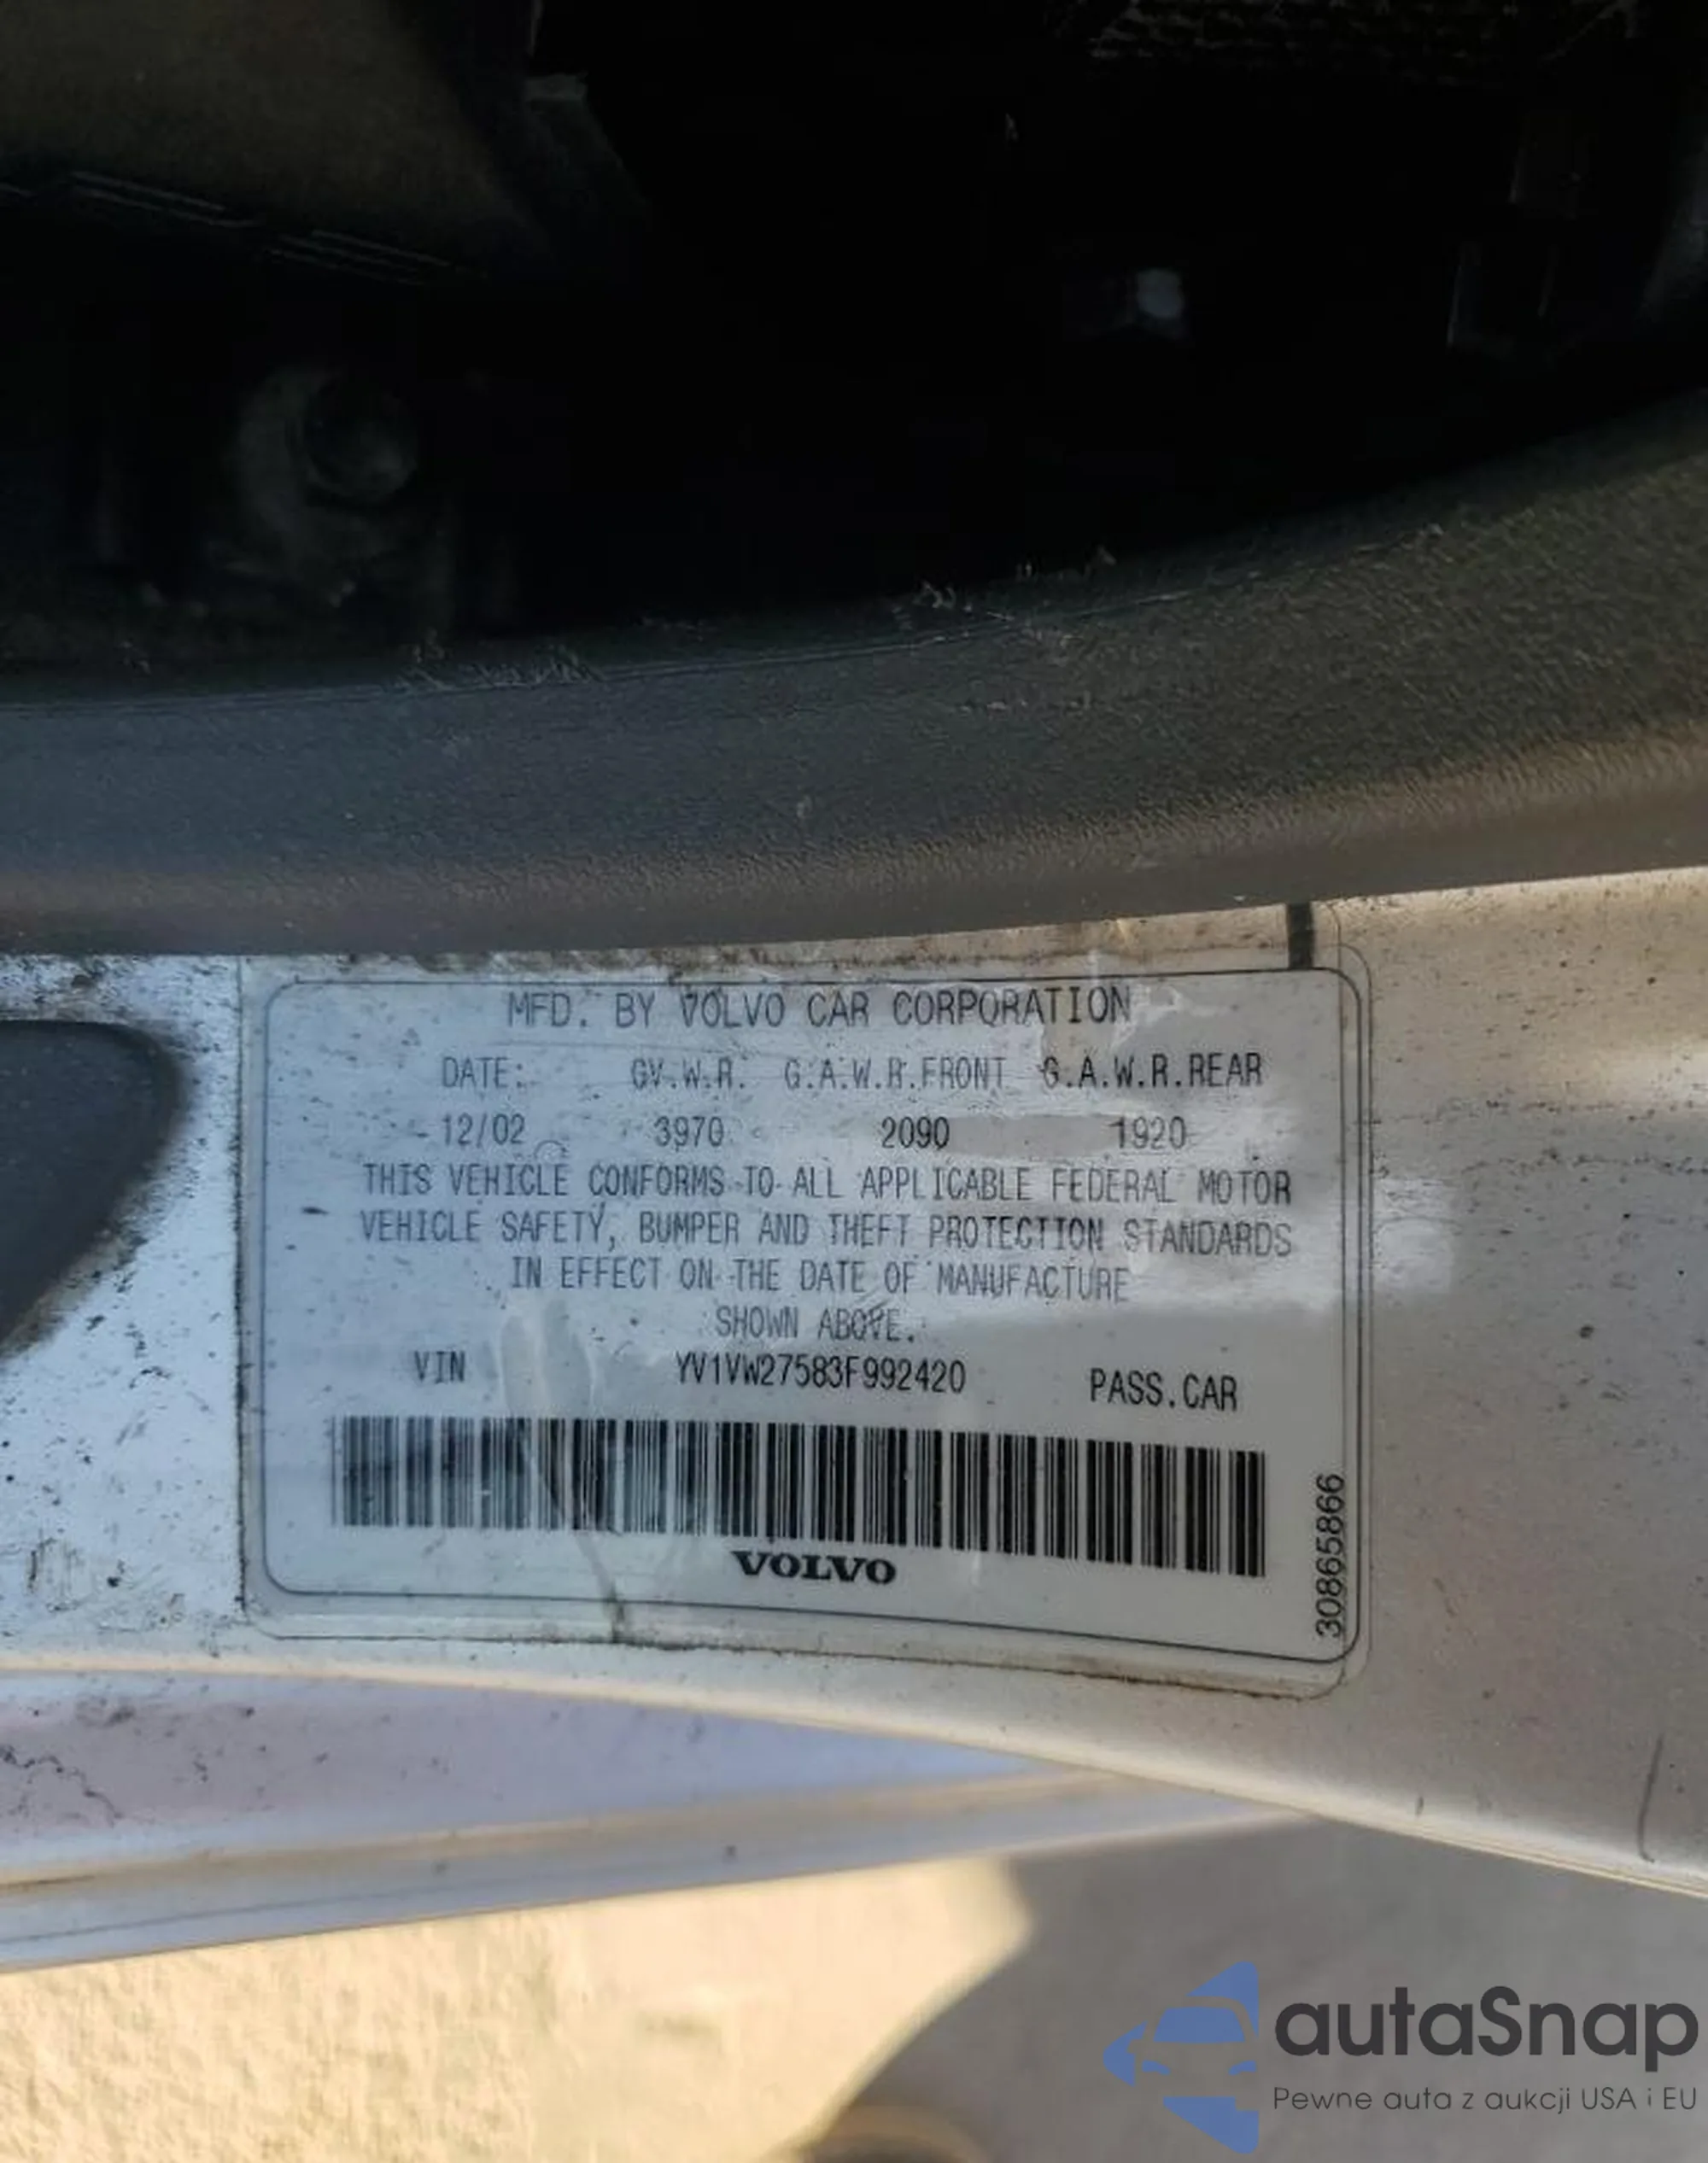 MFD. BY VOLVO CAR CORPORATION
DATE: GV.W.R. G.A.W.R.FRONT G.A.W.R.REAR
12/02 3970 2090 1920
THIS VEHICLE CONFORMS TO ALL APPLICABLE FEDERAL MOTOR
VEHICLE SAFETY, BUMPER AND THEFT PROTECTION STANDARDS
IN EFFECT ON THE DATE OF MANUFACTURE
SHOWN ABOVE.
VIN YV1VW27583F992420 PASS.CAR
VOLVO
30865866
autaSnap
Pewne auta z aukcji USA i EU